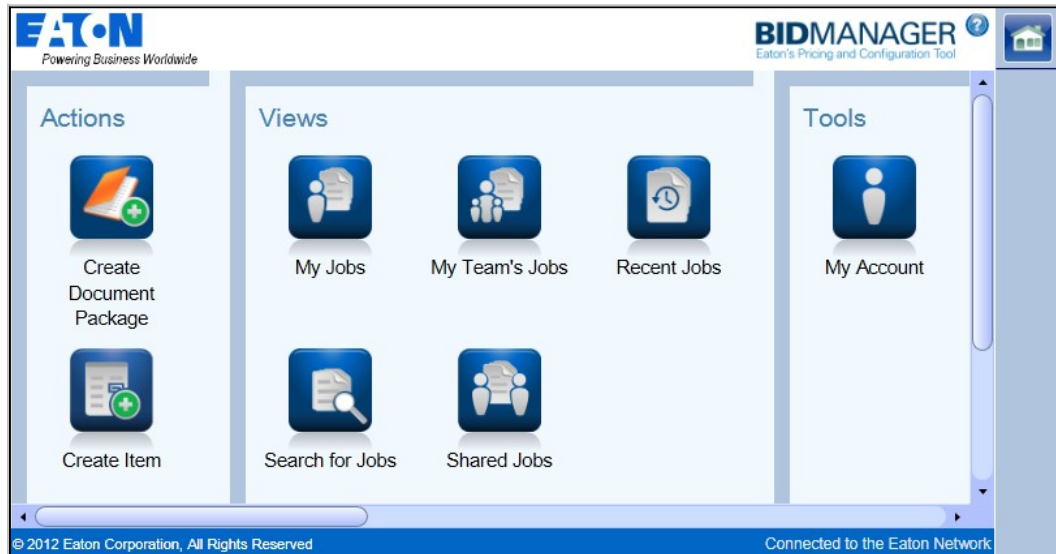 EATON
Powering Business Worldwide
BIDMANAGER
Eaton's Pricing and Configuration Tool
?
Actions
Views
Tools
Create
Document
Package
My Jobs
My Team's Jobs
Recent Jobs
My Account
Create Item
Search for Jobs
Shared Jobs
© 2012 Eaton Corporation, All Rights Reserved
Connected to the Eaton Network